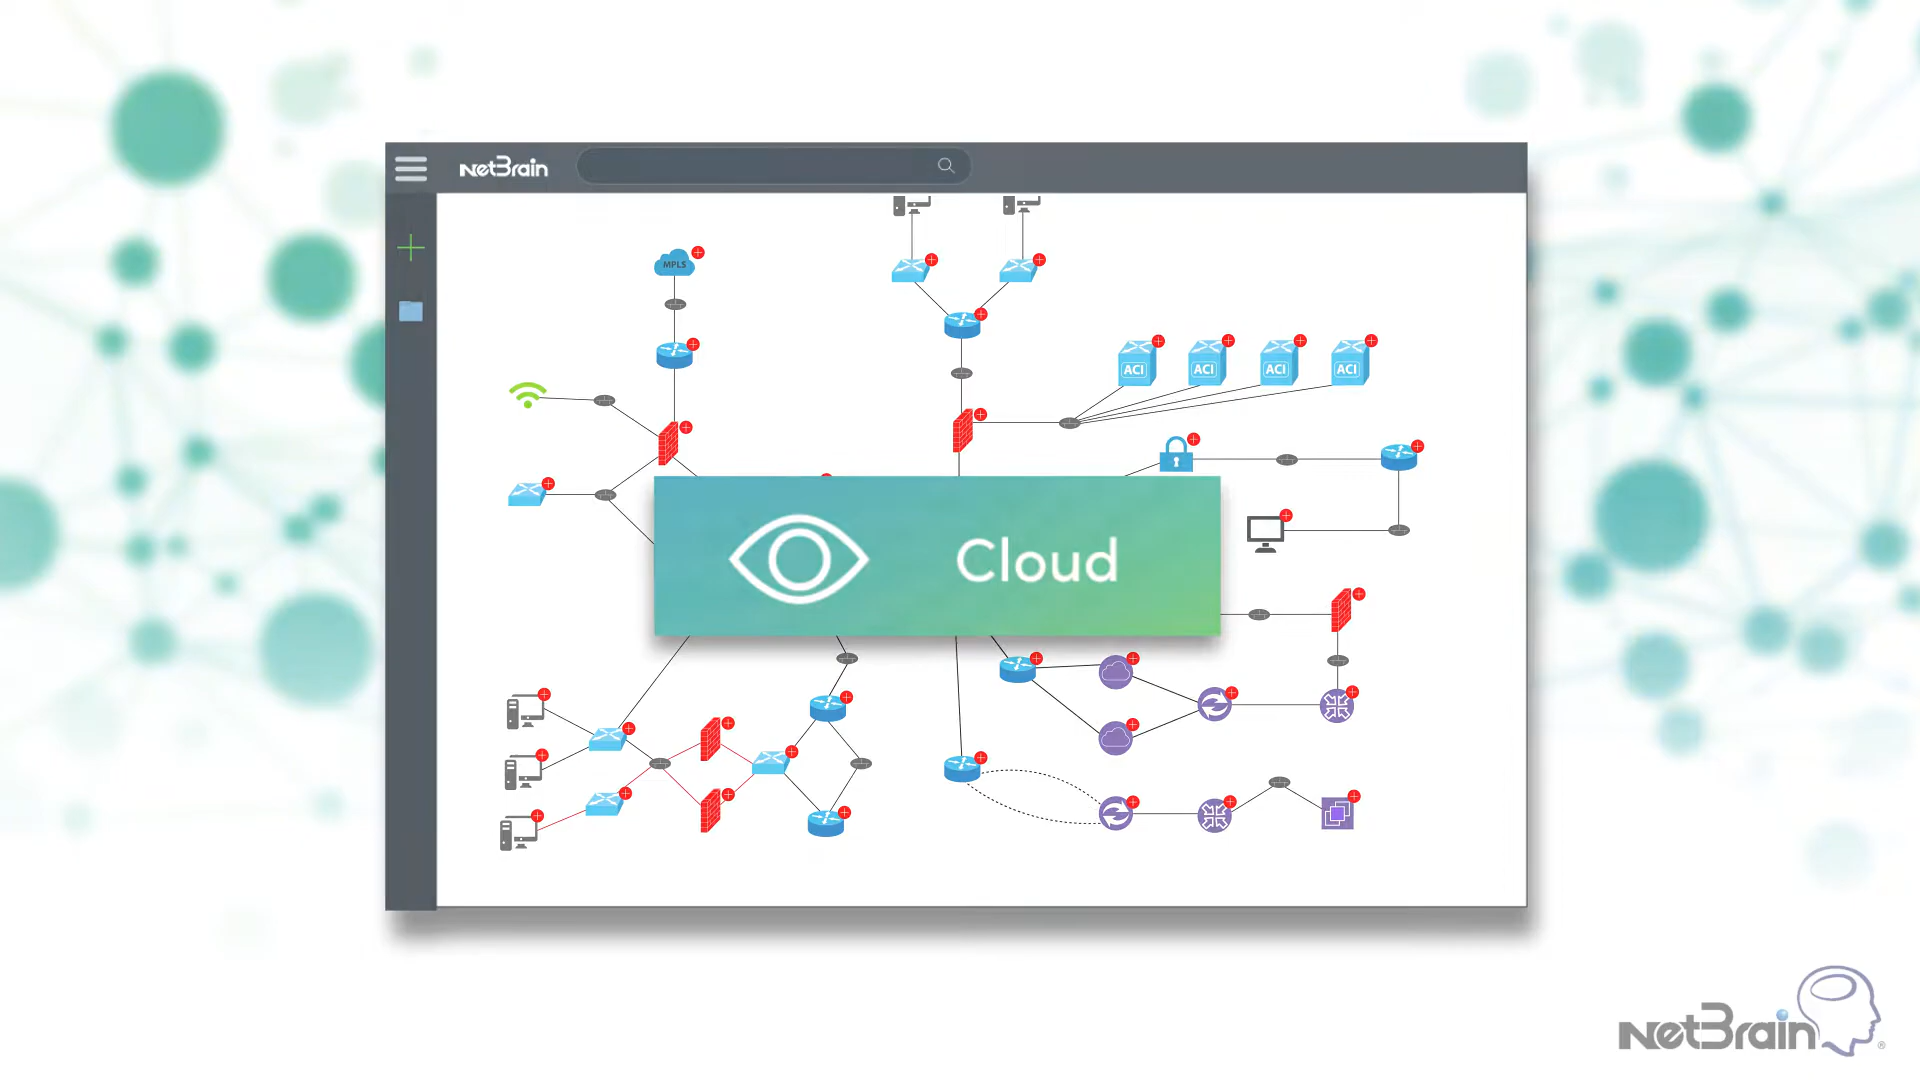 NetBrain
MPLS
ACI ACI ACI ACI
Cloud
NetBrain®